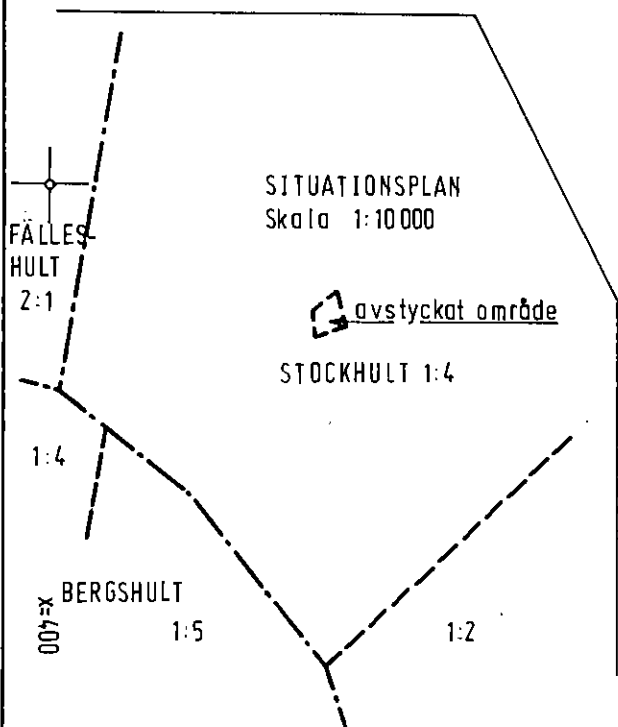 SITUATIONSPLAN
Skala 1:10 000
FÄLLES-
HULT
2:1
avstyckat område
STOCKHULT 1:4
1:4
BERGSHULT
x=400
1:5
1:2